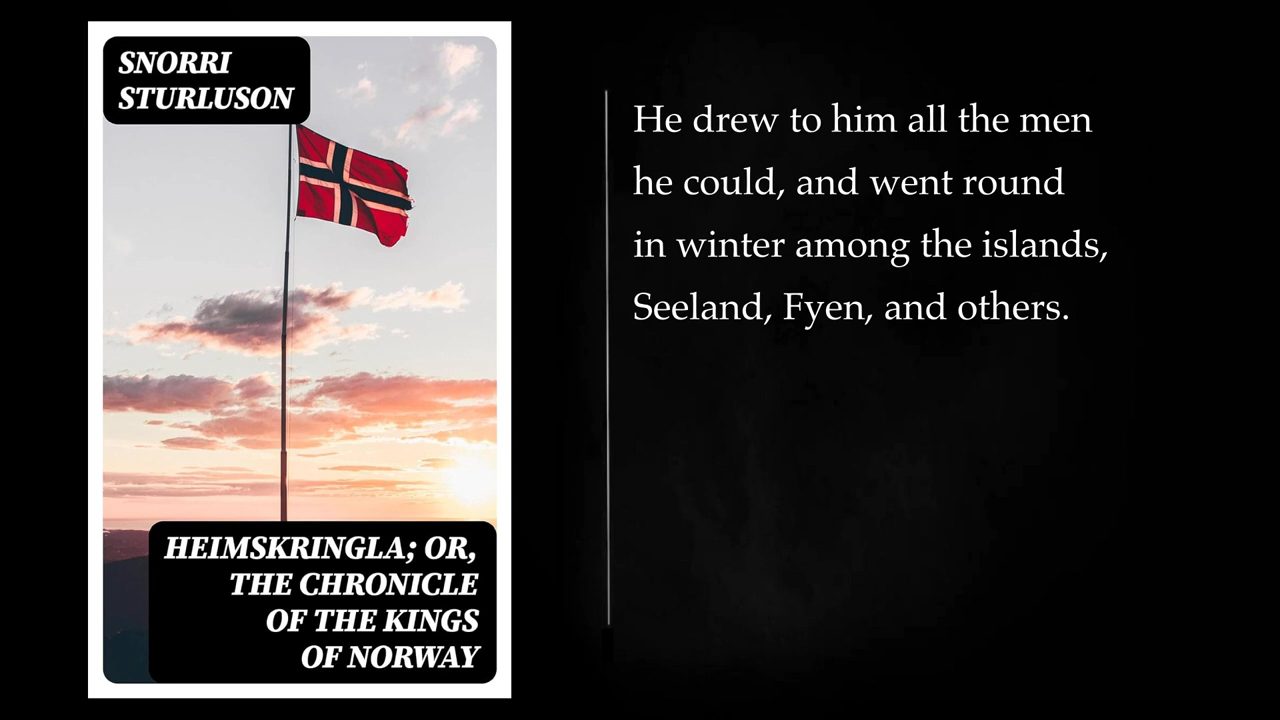 SNORRI
STURLUSON
HEIMSKRINGLA; OR,
THE CHRONICLE
OF THE KINGS
OF NORWAY
He drew to him all the men
he could, and went round
in winter among the islands,
Seeland, Fyen, and others.